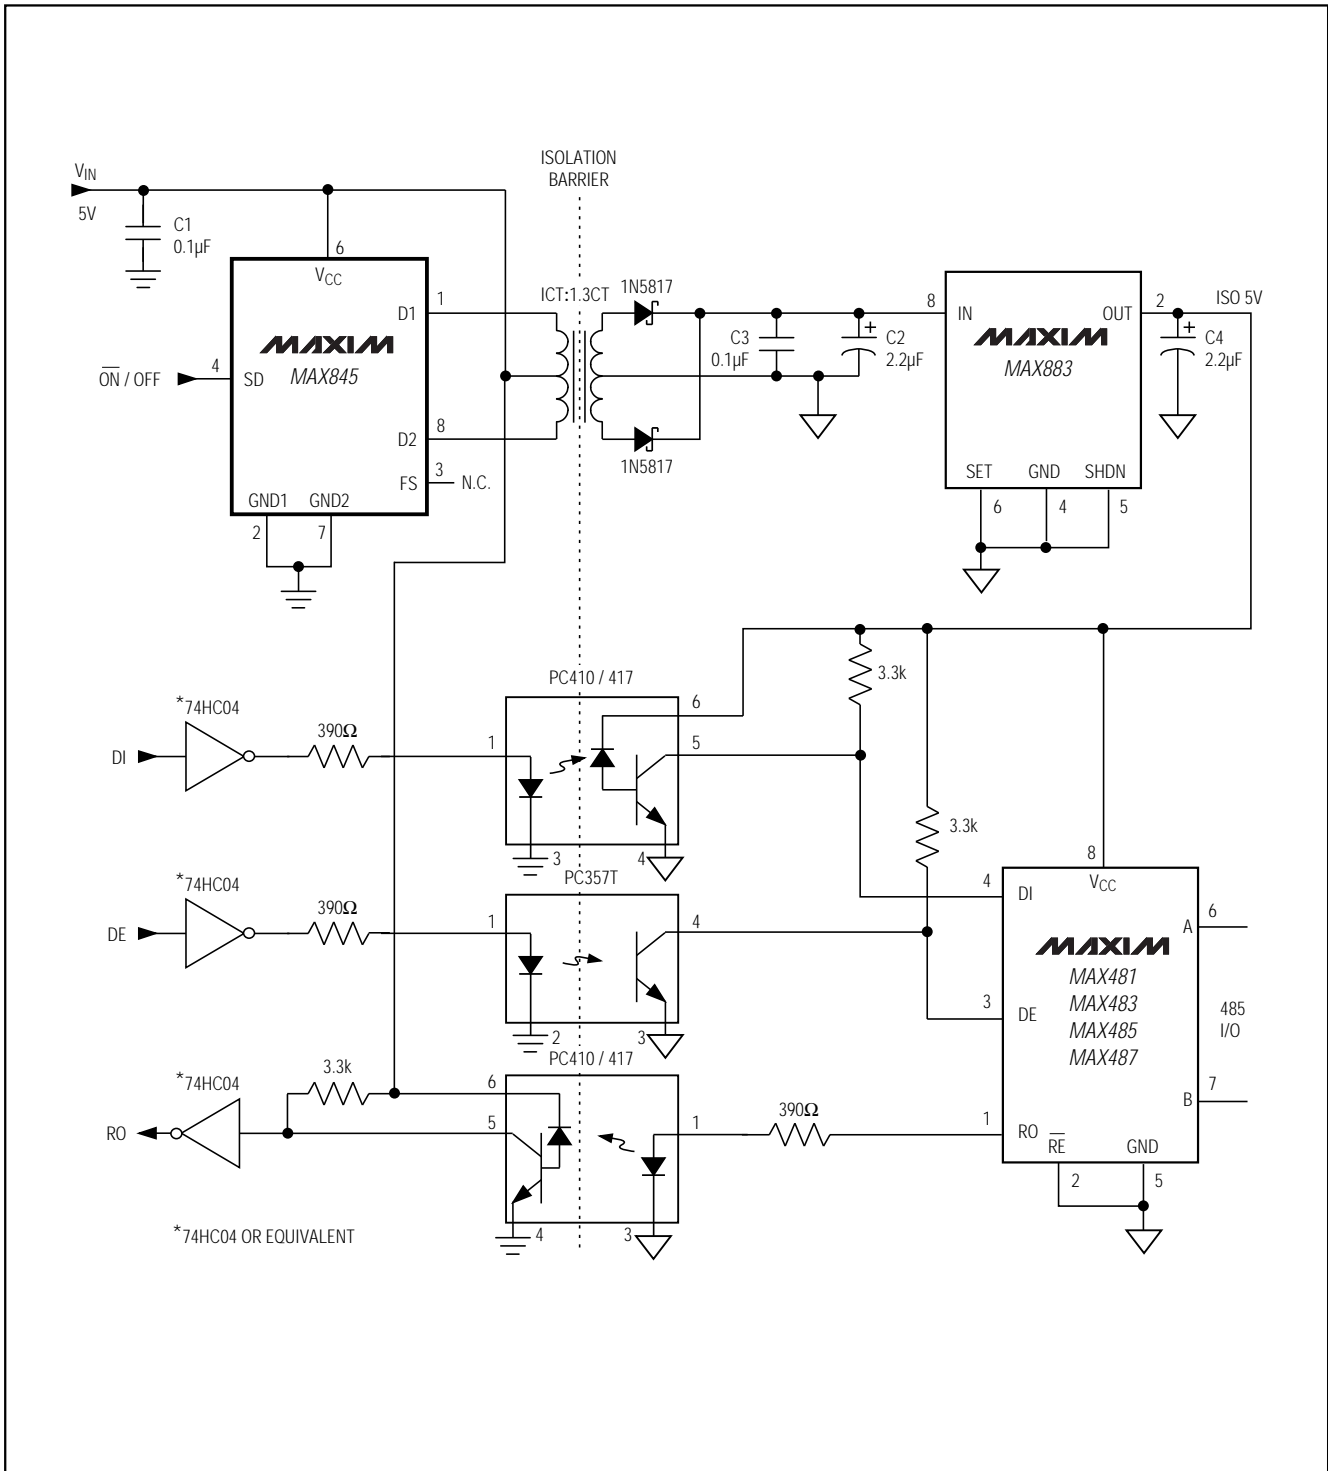 ISOLATION
BARRIER
VIN
5V
C1
0.1µF
6
VCC
1
D1
MAXIM
MAX845
4
ON / OFF
SD
8
D2
3
FS
N.C.
GND1
GND2
2
7
ICT:1.3CT
1N5817
1N5817
C3
0.1µF
+
C2
2.2µF
8
IN
OUT
2
ISO 5V
MAXIM
MAX883
+
C4
2.2µF
SET
GND
SHDN
6
4
5
3.3k
3.3k
*74HC04
DI
390Ω
PC410 / 417
1
6
5
3
4
*74HC04
DE
390Ω
PC357T
1
4
2
3
*74HC04
RO
3.3k
PC410 / 417
6
5
1
4
3
390Ω
8
VCC
4
DI
A
6
MAXIM
MAX481
MAX483
MAX485
MAX487
3
DE
485
I/O
B
7
1
RO
RE
GND
2
5
*74HC04 OR EQUIVALENT